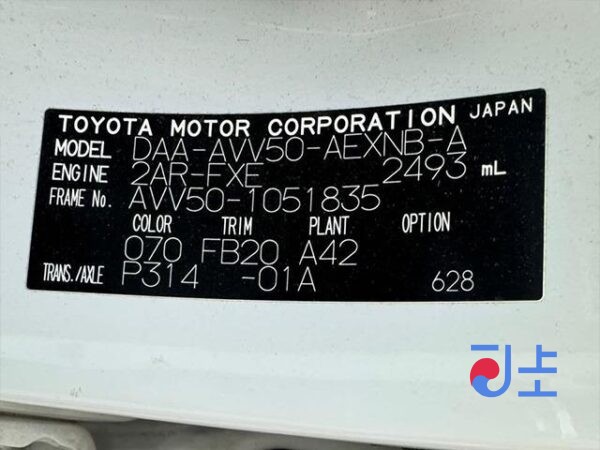 TOYOTA MOTOR CORPORATION JAPAN
MODEL DAA-AVV50-AEXNB-A
ENGINE 2AR-FXE 2493 mL
FRAME No. AVV50-1051835
COLOR TRIM PLANT OPTION
070 FB20 A42
TRANS./AXLE P314 -01A 628